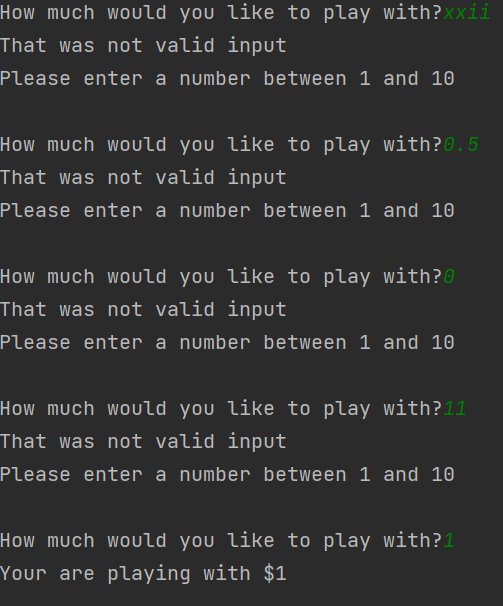 How much would you like to play with?xxii
That was not valid input
Please enter a number between 1 and 10
How much would you like to play with?0.5
That was not valid input
Please enter a number between 1 and 10
How much would you like to play with?0
That was not valid input
Please enter a number between 1 and 10
How much would you like to play with?11
That was not valid input
Please enter a number between 1 and 10
How much would you like to play with?1
Your are playing with $1